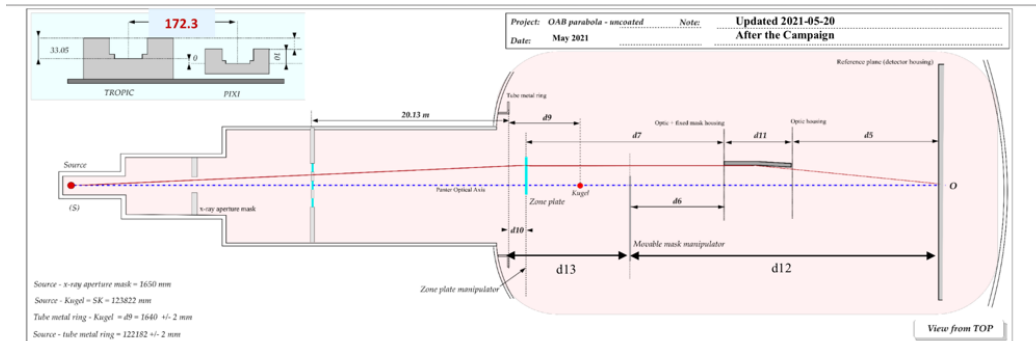 172.3
33.05
0
10
TROPIC
PIXI
Project: OAB parabola - uncoated Note: Updated 2021-05-20
Date: May 2021 After the Campaign
Reference plane (detector housing)
Tube metal ring
20.13 m
d9
d7
Optic + fixed mask housing
d11
Optic housing
d5
Source
(S)
x-ray aperture mask
Panter Optical Axis
Zone plate
Kugel
O
d6
d10
Movable mask manipulator
d13
d12
Zone plate manipulator
Source - x-ray aperture mask = 1650 mm
Source - Kugel = SK = 123822 mm
Tube metal ring - Kugel = d9 = 1640 +/- 2 mm
Source - tube metal ring = 122182 +/- 2 mm
View from TOP